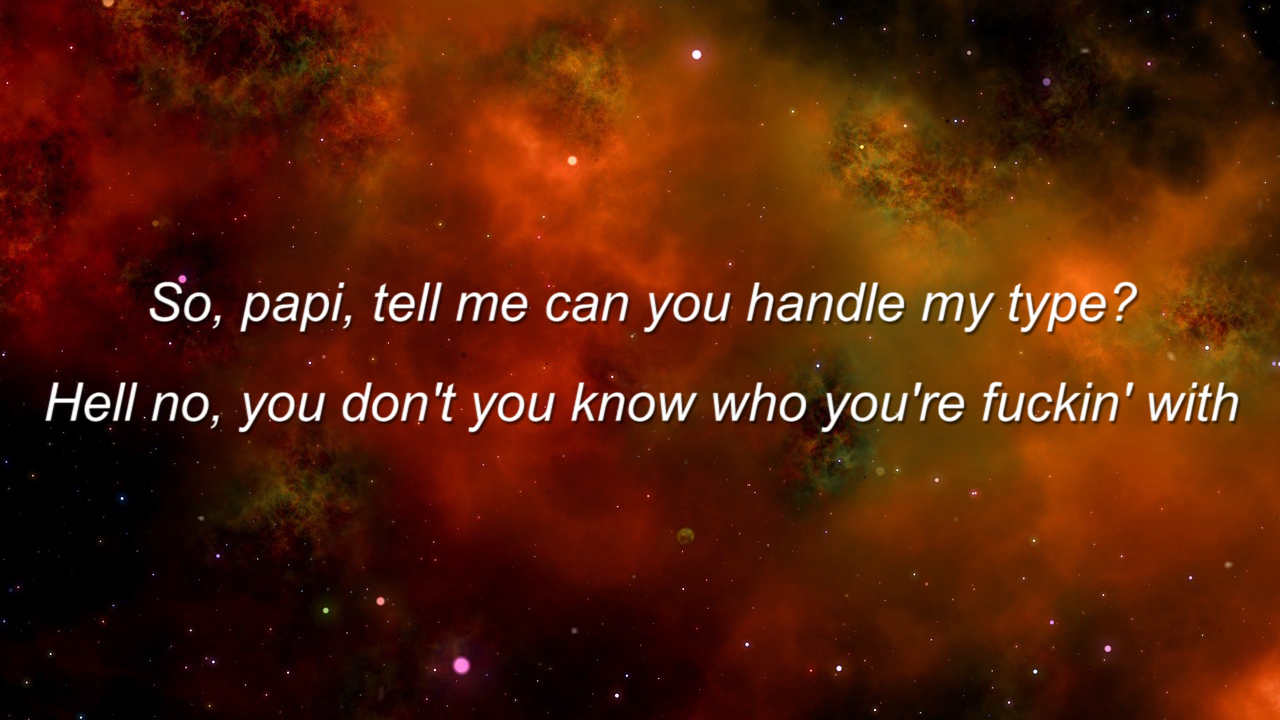 So, papi, tell me can you handle my type?
Hell no, you don't you know who you're fuckin' with